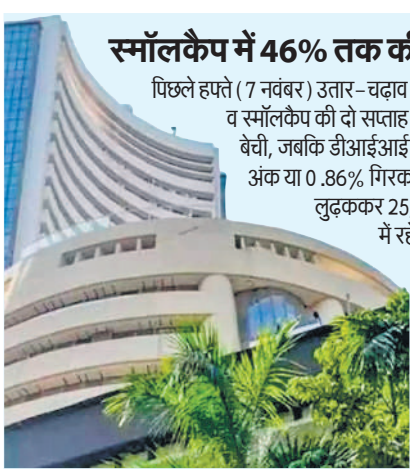 स्मॉलकैप में 46% तक की
पिछले हफ्ते ( 7 नवंबर ) उतार-चढ़ाव
व स्मॉलकैप की दो सप्ताह
बेची, जबकि डीआईआई
अंक या 0 .86% गिरक
लुढ़ककर 25
में रहे